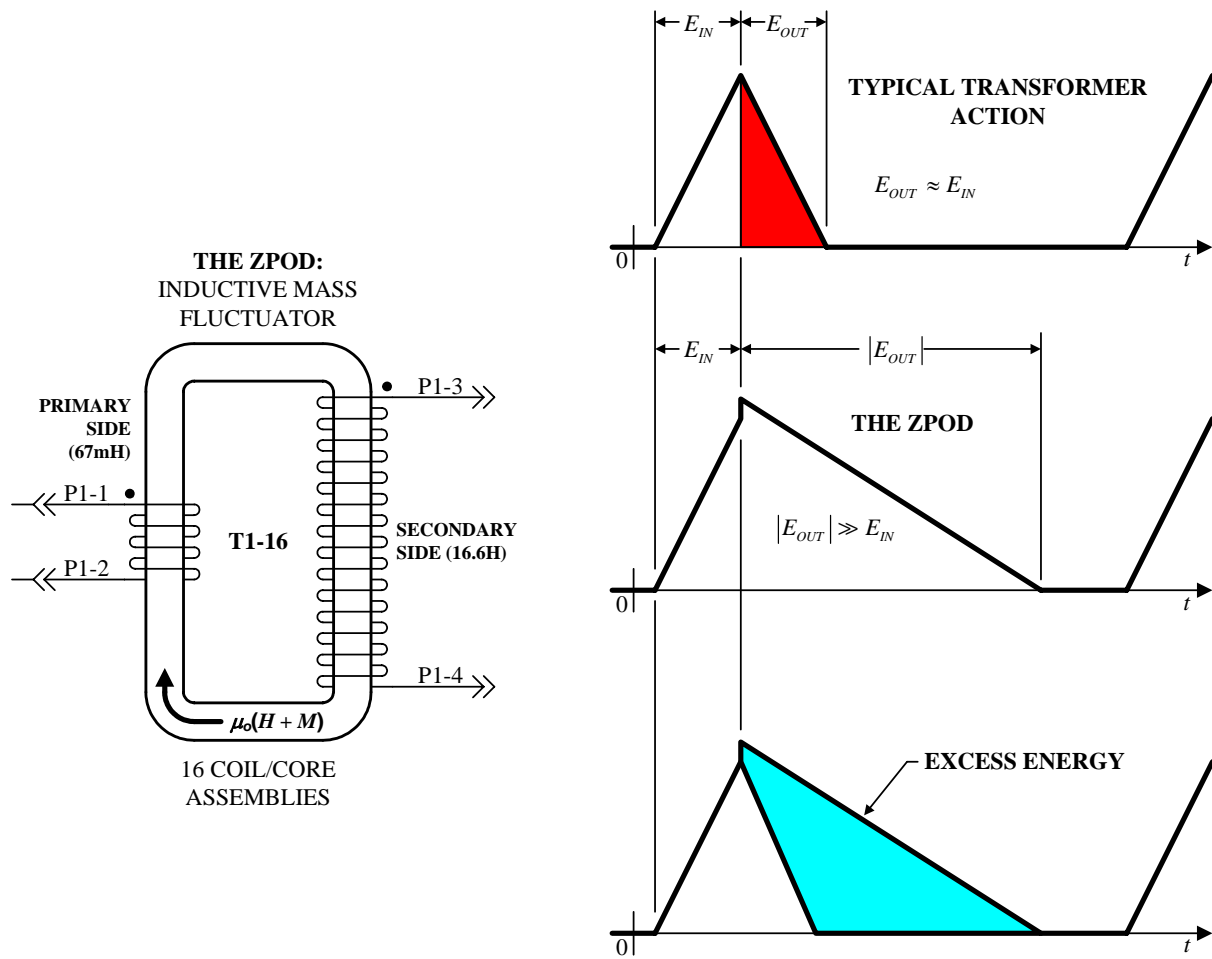 THE ZPOD:
INDUCTIVE MASS
FLUCTUATOR
PRIMARY
SIDE
(67mH)
P1-1
P1-2
T1-16
P1-3
SECONDARY
SIDE (16.6H)
P1-4
μo(H + M)
16 COIL/CORE
ASSEMBLIES
E_IN E_OUT
TYPICAL TRANSFORMER
ACTION
E_OUT ≈ E_IN
0 t
E_IN |E_OUT|
THE ZPOD
|E_OUT| ≫ E_IN
0 t
EXCESS ENERGY
0 t